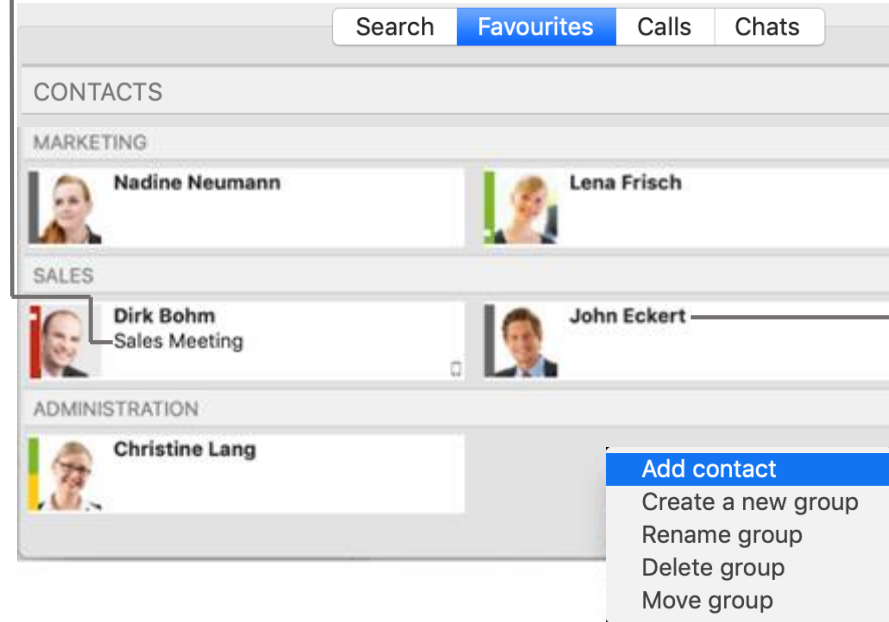 Search Favourites Calls Chats
CONTACTS
MARKETING
Nadine Neumann Lena Frisch
SALES
Dirk Bohm John Eckert
Sales Meeting
ADMINISTRATION
Christine Lang
Add contact
Create a new group
Rename group
Delete group
Move group